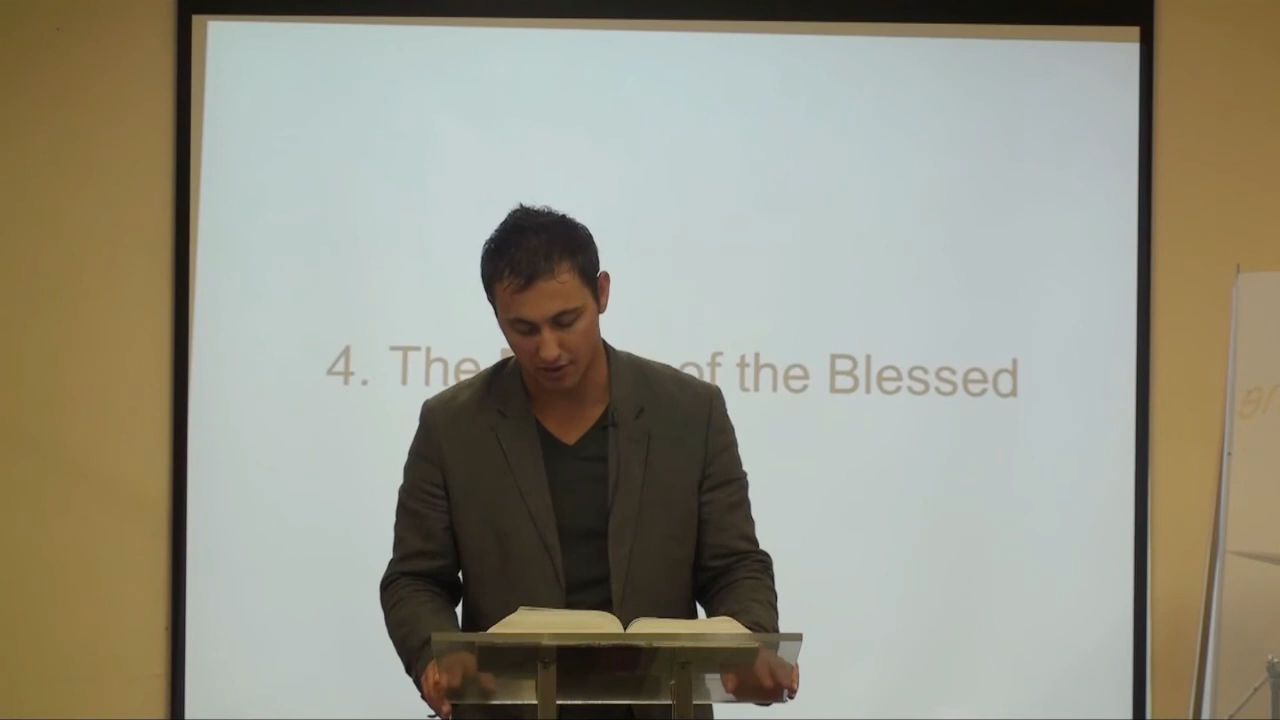 4. The of the Blessed